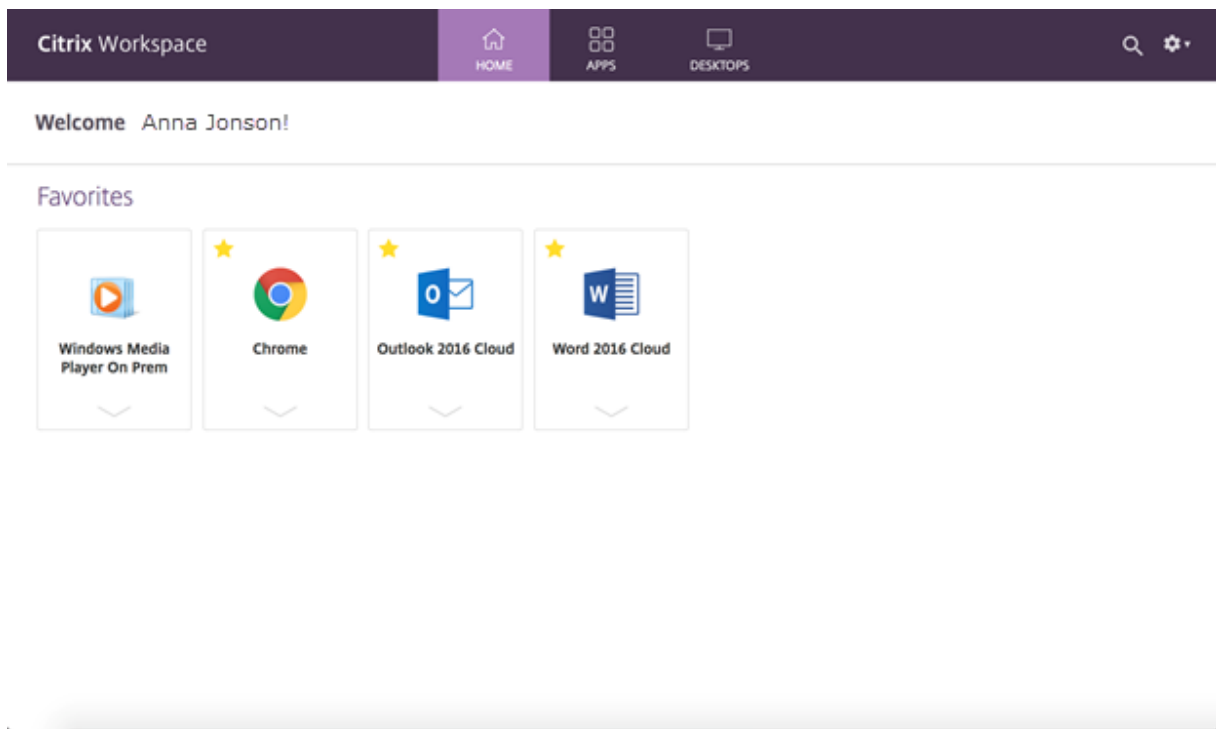 Citrix Workspace
HOME
APPS
DESKTOPS
Welcome Anna Jonson!
Favorites
Windows Media
Player On Prem
Chrome
Outlook 2016 Cloud
Word 2016 Cloud